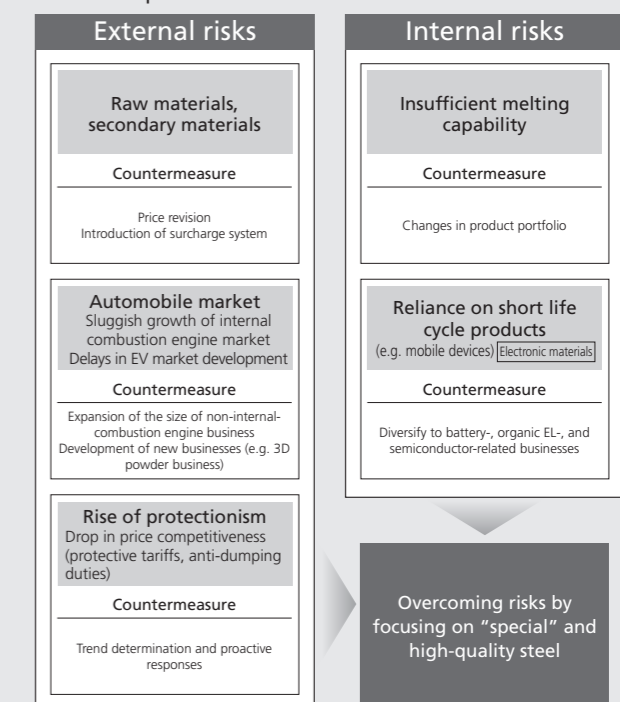 External risks
Raw materials,
secondary materials
Countermeasure
Price revision
Introduction of surcharge system
Automobile market
Sluggish growth of internal
combustion engine market
Delays in EV market development
Countermeasure
Expansion of the size of non-internal-
combustion engine business
Development of new businesses (e.g. 3D
powder business)
Rise of protectionism
Drop in price competitiveness
(protective tariffs, anti-dumping
duties)
Countermeasure
Trend determination and proactive
responses
Internal risks
Insufficient melting
capability
Countermeasure
Changes in product portfolio
Reliance on short life
cycle products
(e.g. mobile devices) Electronic materials
Countermeasure
Diversify to battery-, organic EL-, and
semiconductor-related businesses
Overcoming risks by
focusing on “special” and
high-quality steel